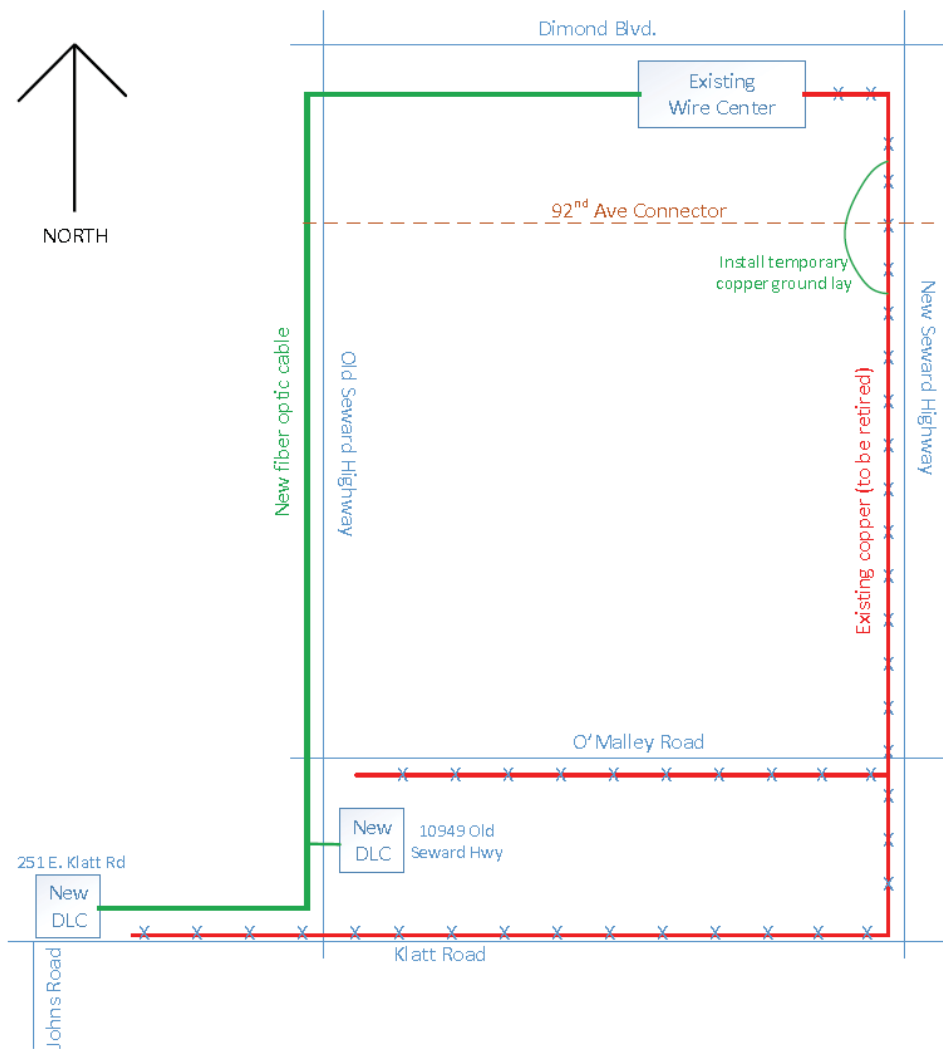 Dimond Blvd.
Existing
Wire Center
NORTH
92nd Ave Connector
Install temporary
copper ground lay
New fiber optic cable
Old Seward Highway
Existing copper (to be retired)
New Seward Highway
O'Malley Road
New
DLC
10949 Old
Seward Hwy
251 E. Klatt Rd
New
DLC
Klatt Road
Johns Road